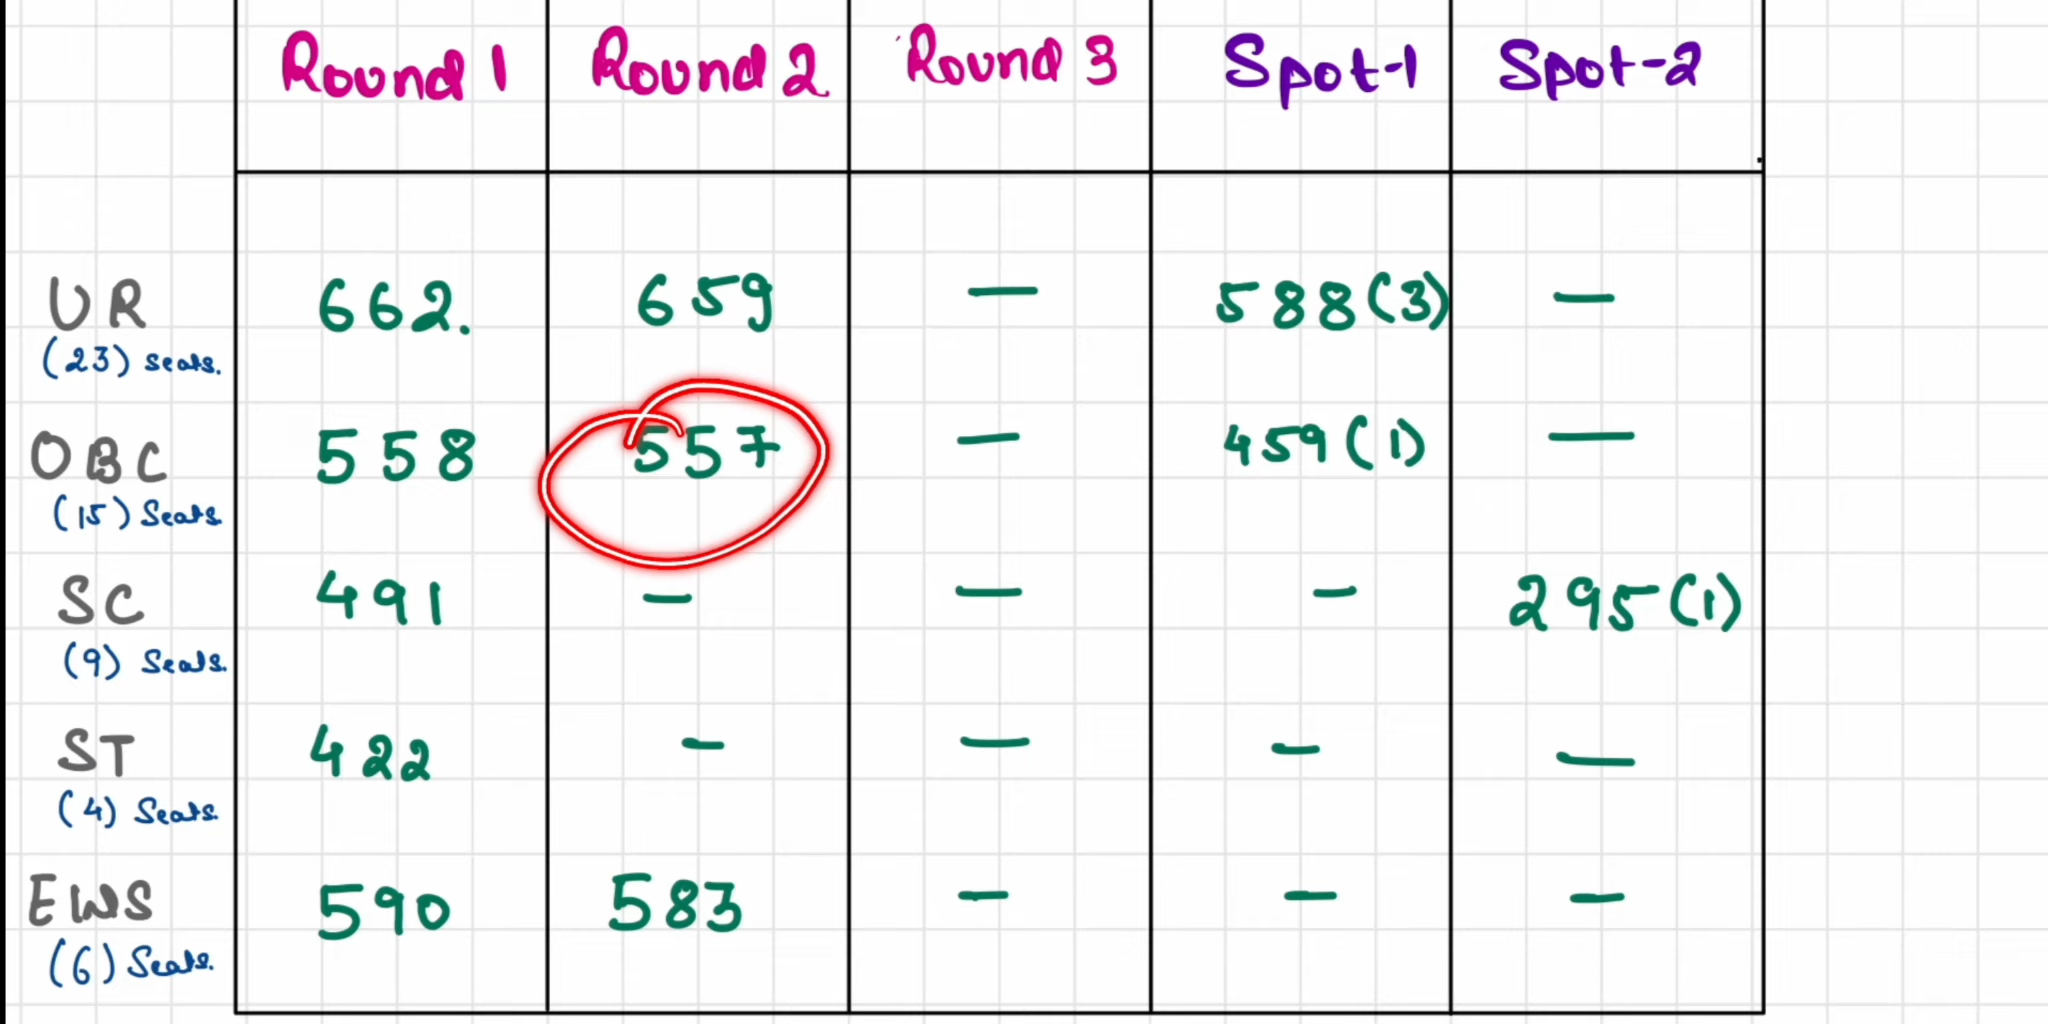 Round 1 Round 2 Round 3 Spot-1 Spot-2
UR 662. 659 — 588(3) —
(23) seats.
OBC 558 557 — 459(1) —
(15) Seats.
SC 491 — — - 295(1)
(9) Seats.
ST 422 - — - —
(4) Seats.
EWS 590 583 - - -
(6) Seats.